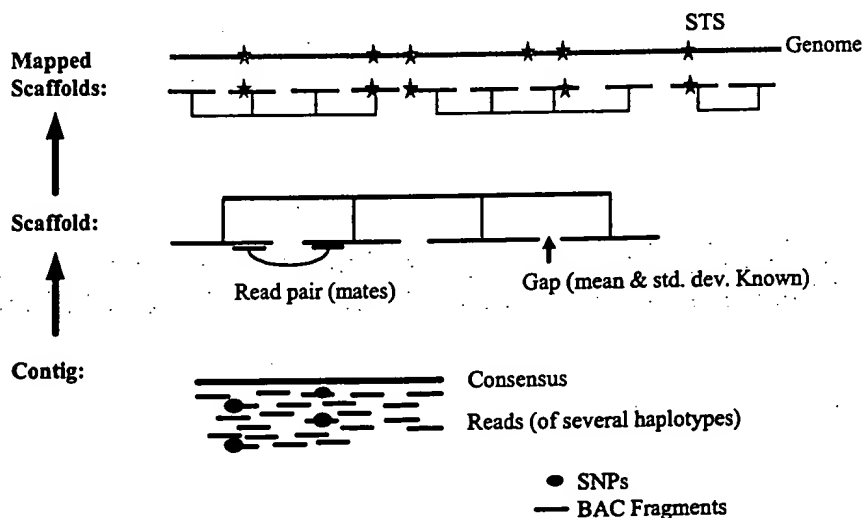 STS
Genome
Mapped
Scaffolds:
Scaffold:
Read pair (mates)
Gap (mean & std. dev. Known)
Contig:
Consensus
Reads (of several haplotypes)
SNPs
BAC Fragments